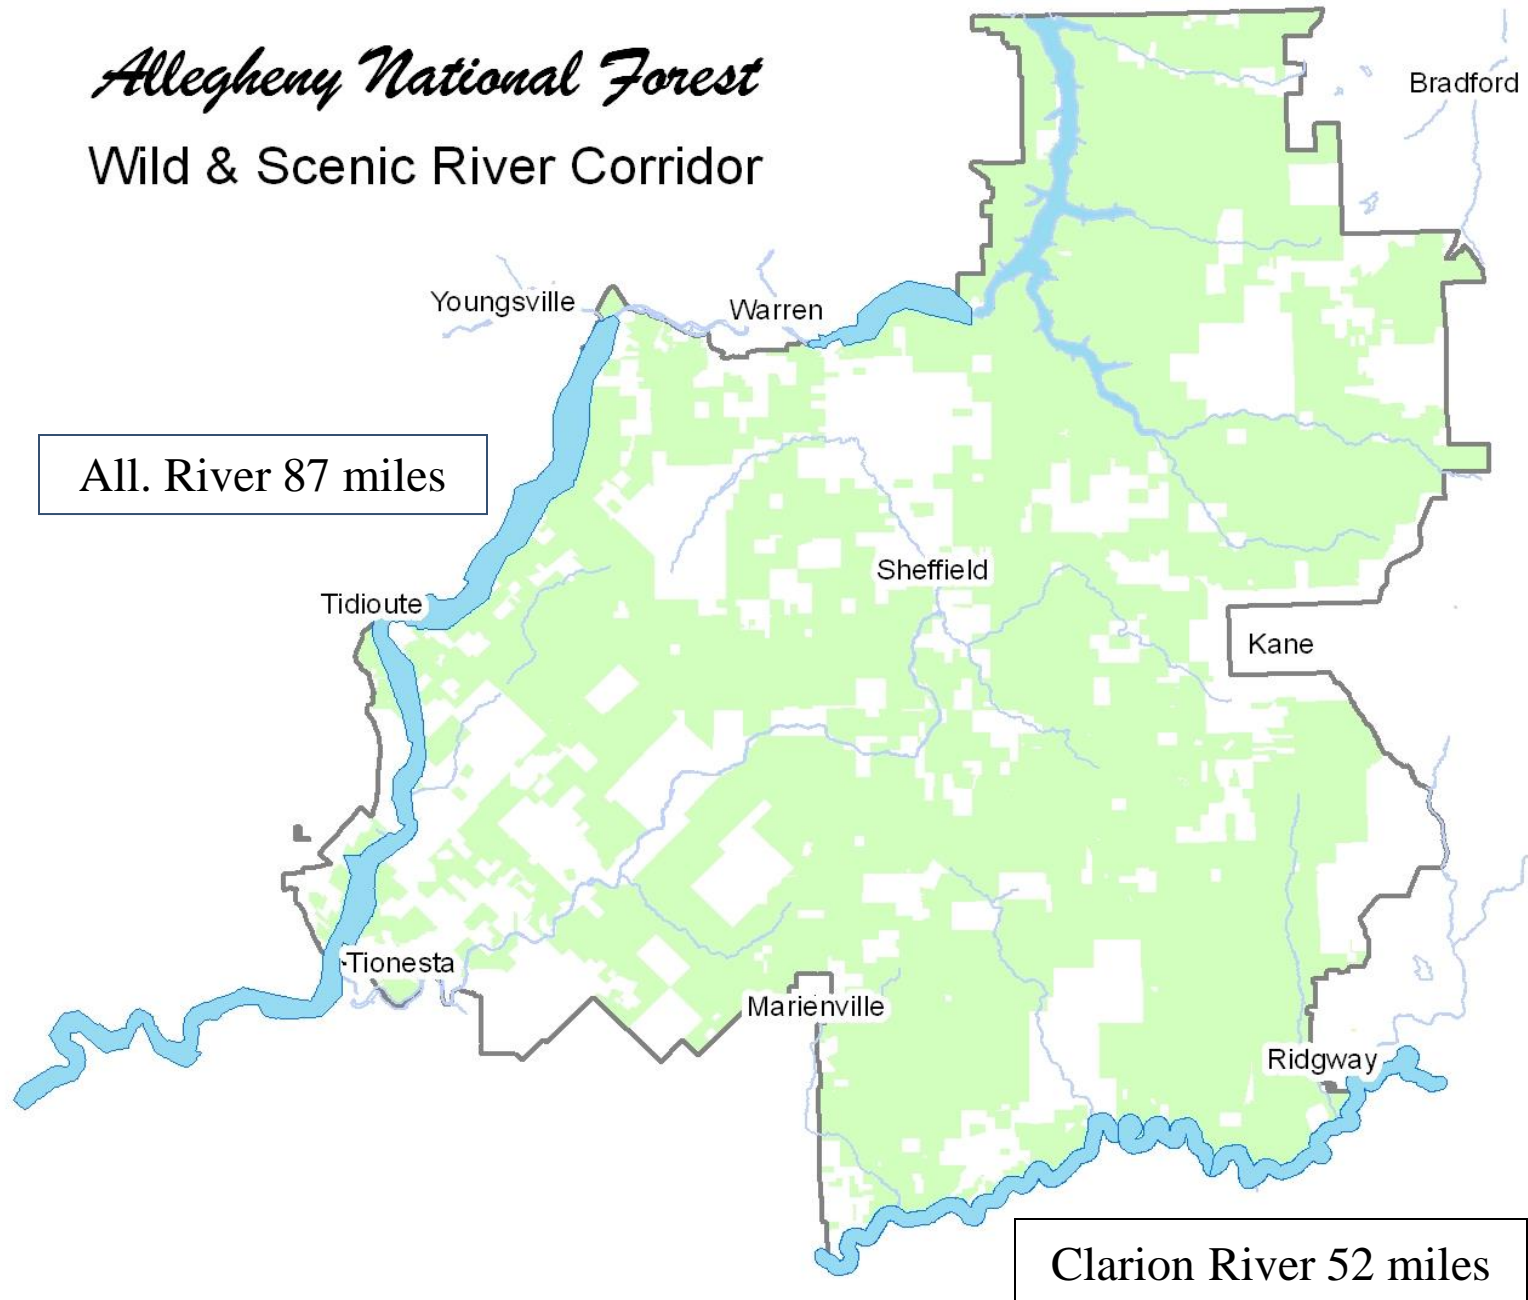 Allegheny National Forest
Wild & Scenic River Corridor
Bradford
Youngsville
Warren
All. River 87 miles
Sheffield
Tidioute
Kane
Tionesta
Marienville
Ridgway
Clarion River 52 miles